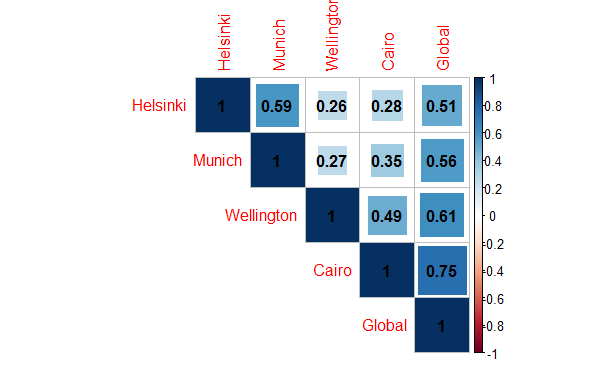 Helsinki
Munich
Wellington
Cairo
Global
Helsinki 1 0.59 0.26 0.28 0.51
Munich 1 0.27 0.35 0.56
Wellington 1 0.49 0.61
Cairo 1 0.75
Global 1
1
0.8
0.6
0.4
0.2
0
-0.2
-0.4
-0.6
-0.8
-1